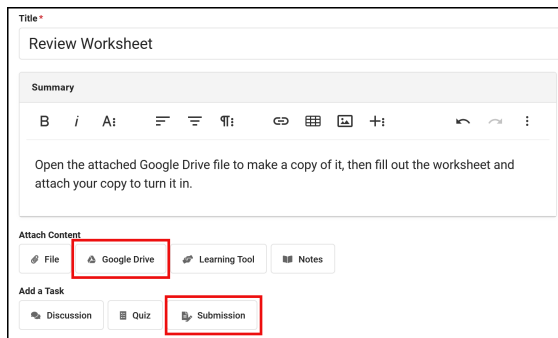 Title*
Review Worksheet
Summary
B i A
Open the attached Google Drive file to make a copy of it, then fill out the worksheet and
attach your copy to turn it in.
Attach Content
File Google Drive Learning Tool Notes
Add a Task
Discussion Quiz Submission